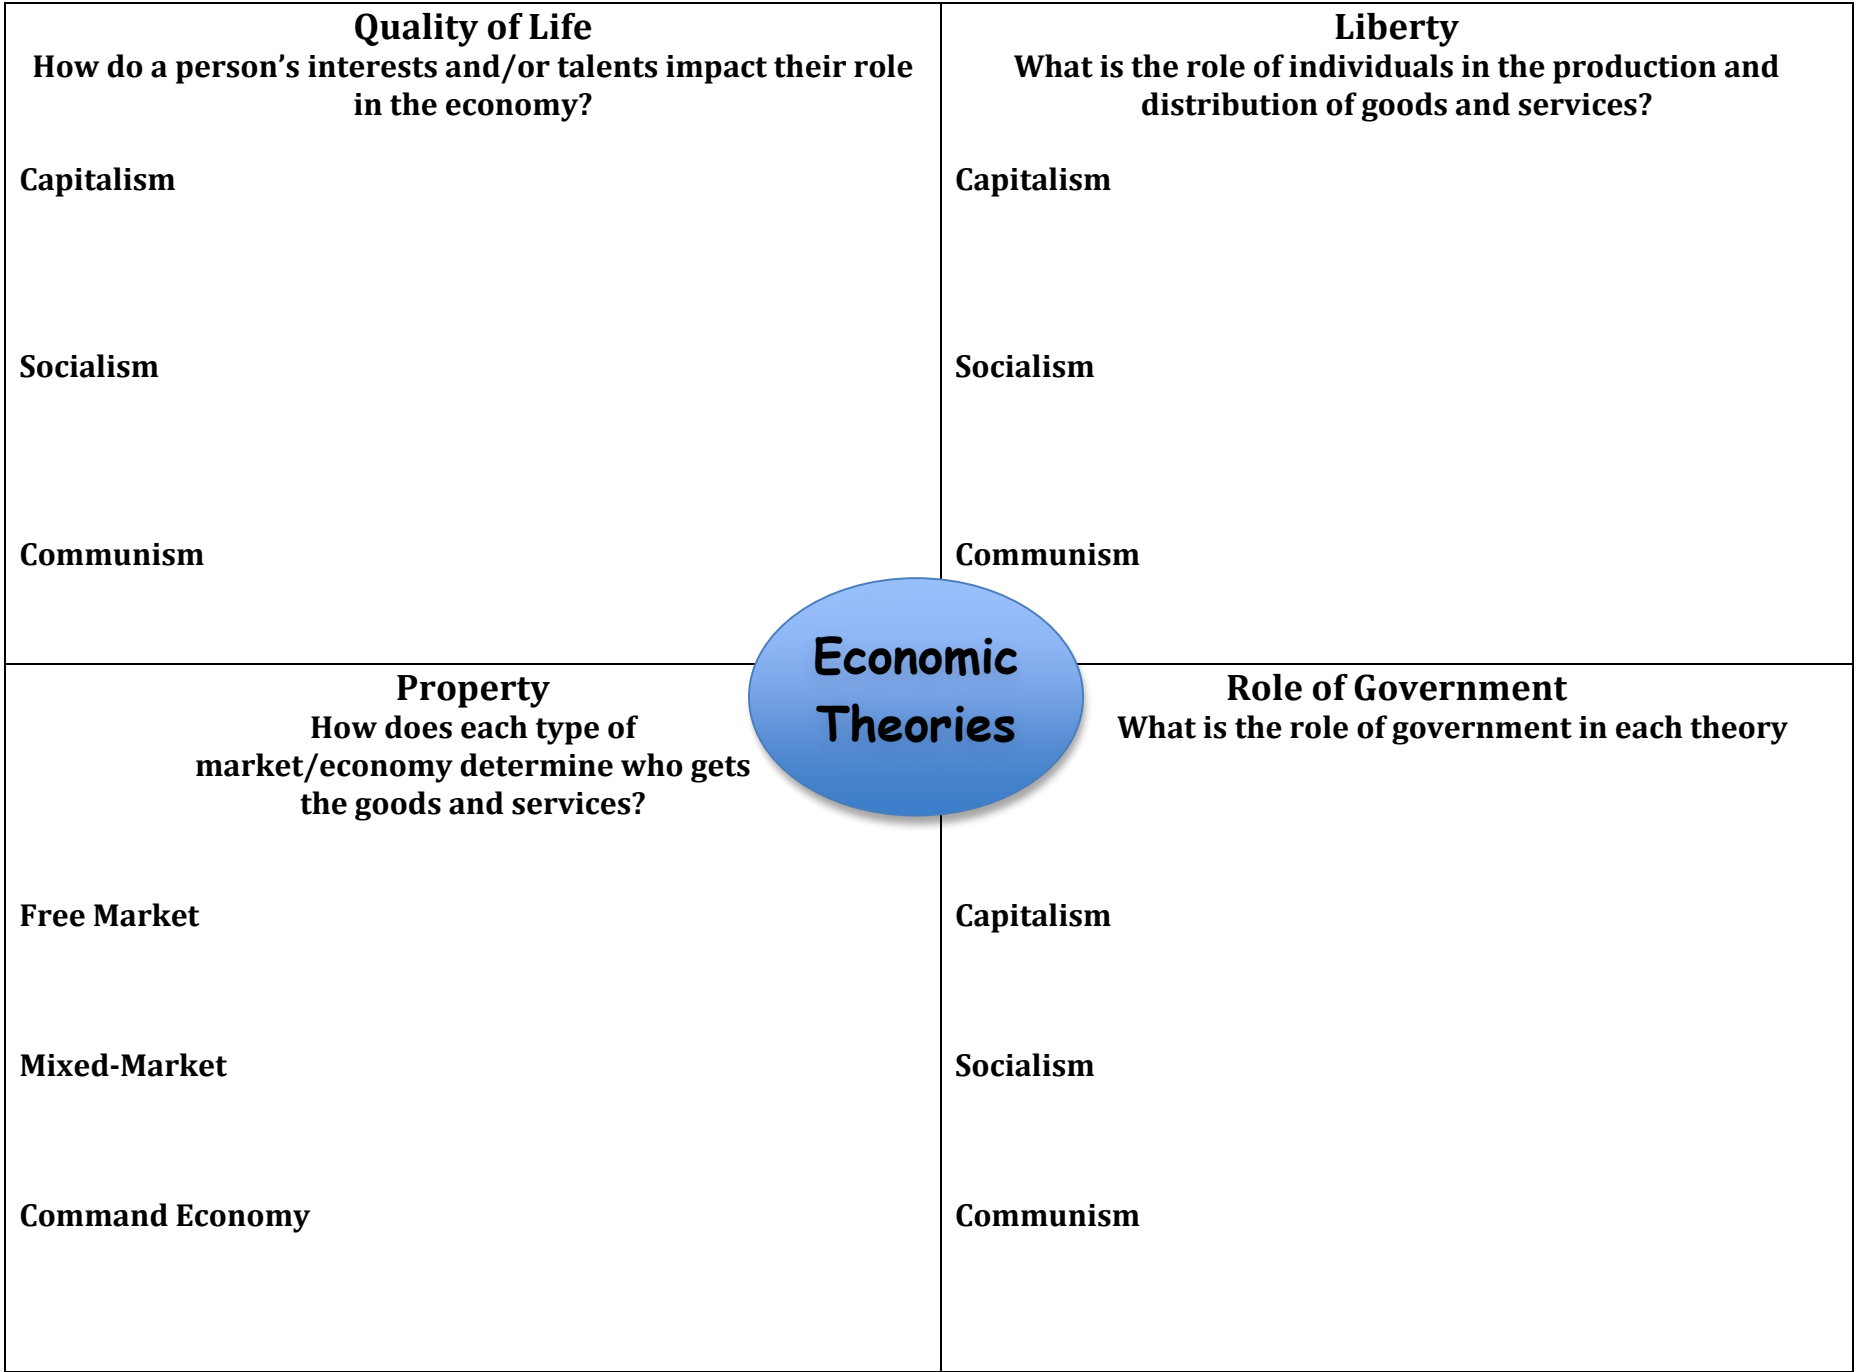 Quality of Life
How do a person’s interests and/or talents impact their role
in the economy?
Capitalism
Socialism
Communism
Liberty
What is the role of individuals in the production and
distribution of goods and services?
Capitalism
Socialism
Communism
Economic
Theories
Property
How does each type of
market/economy determine who gets
the goods and services?
Free Market
Mixed-Market
Command Economy
Role of Government
What is the role of government in each theory
Capitalism
Socialism
Communism